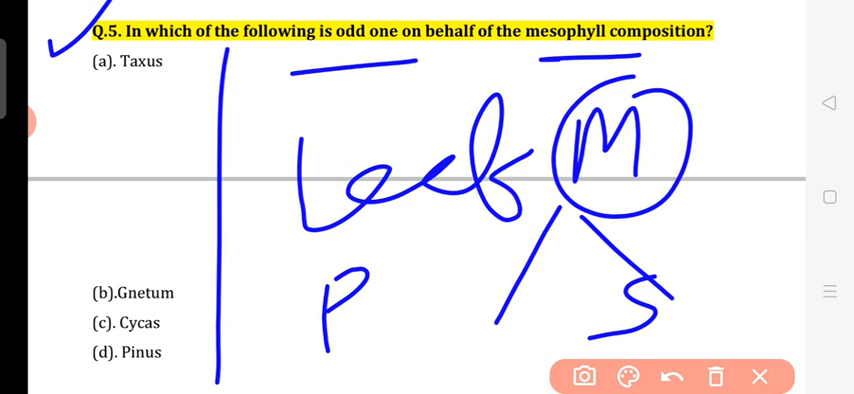 Q.5. In which of the following is odd one on behalf of the mesophyll composition?
(a). Taxus
Leaf M
P S
(b).Gnetum
(c). Cycas
(d). Pinus